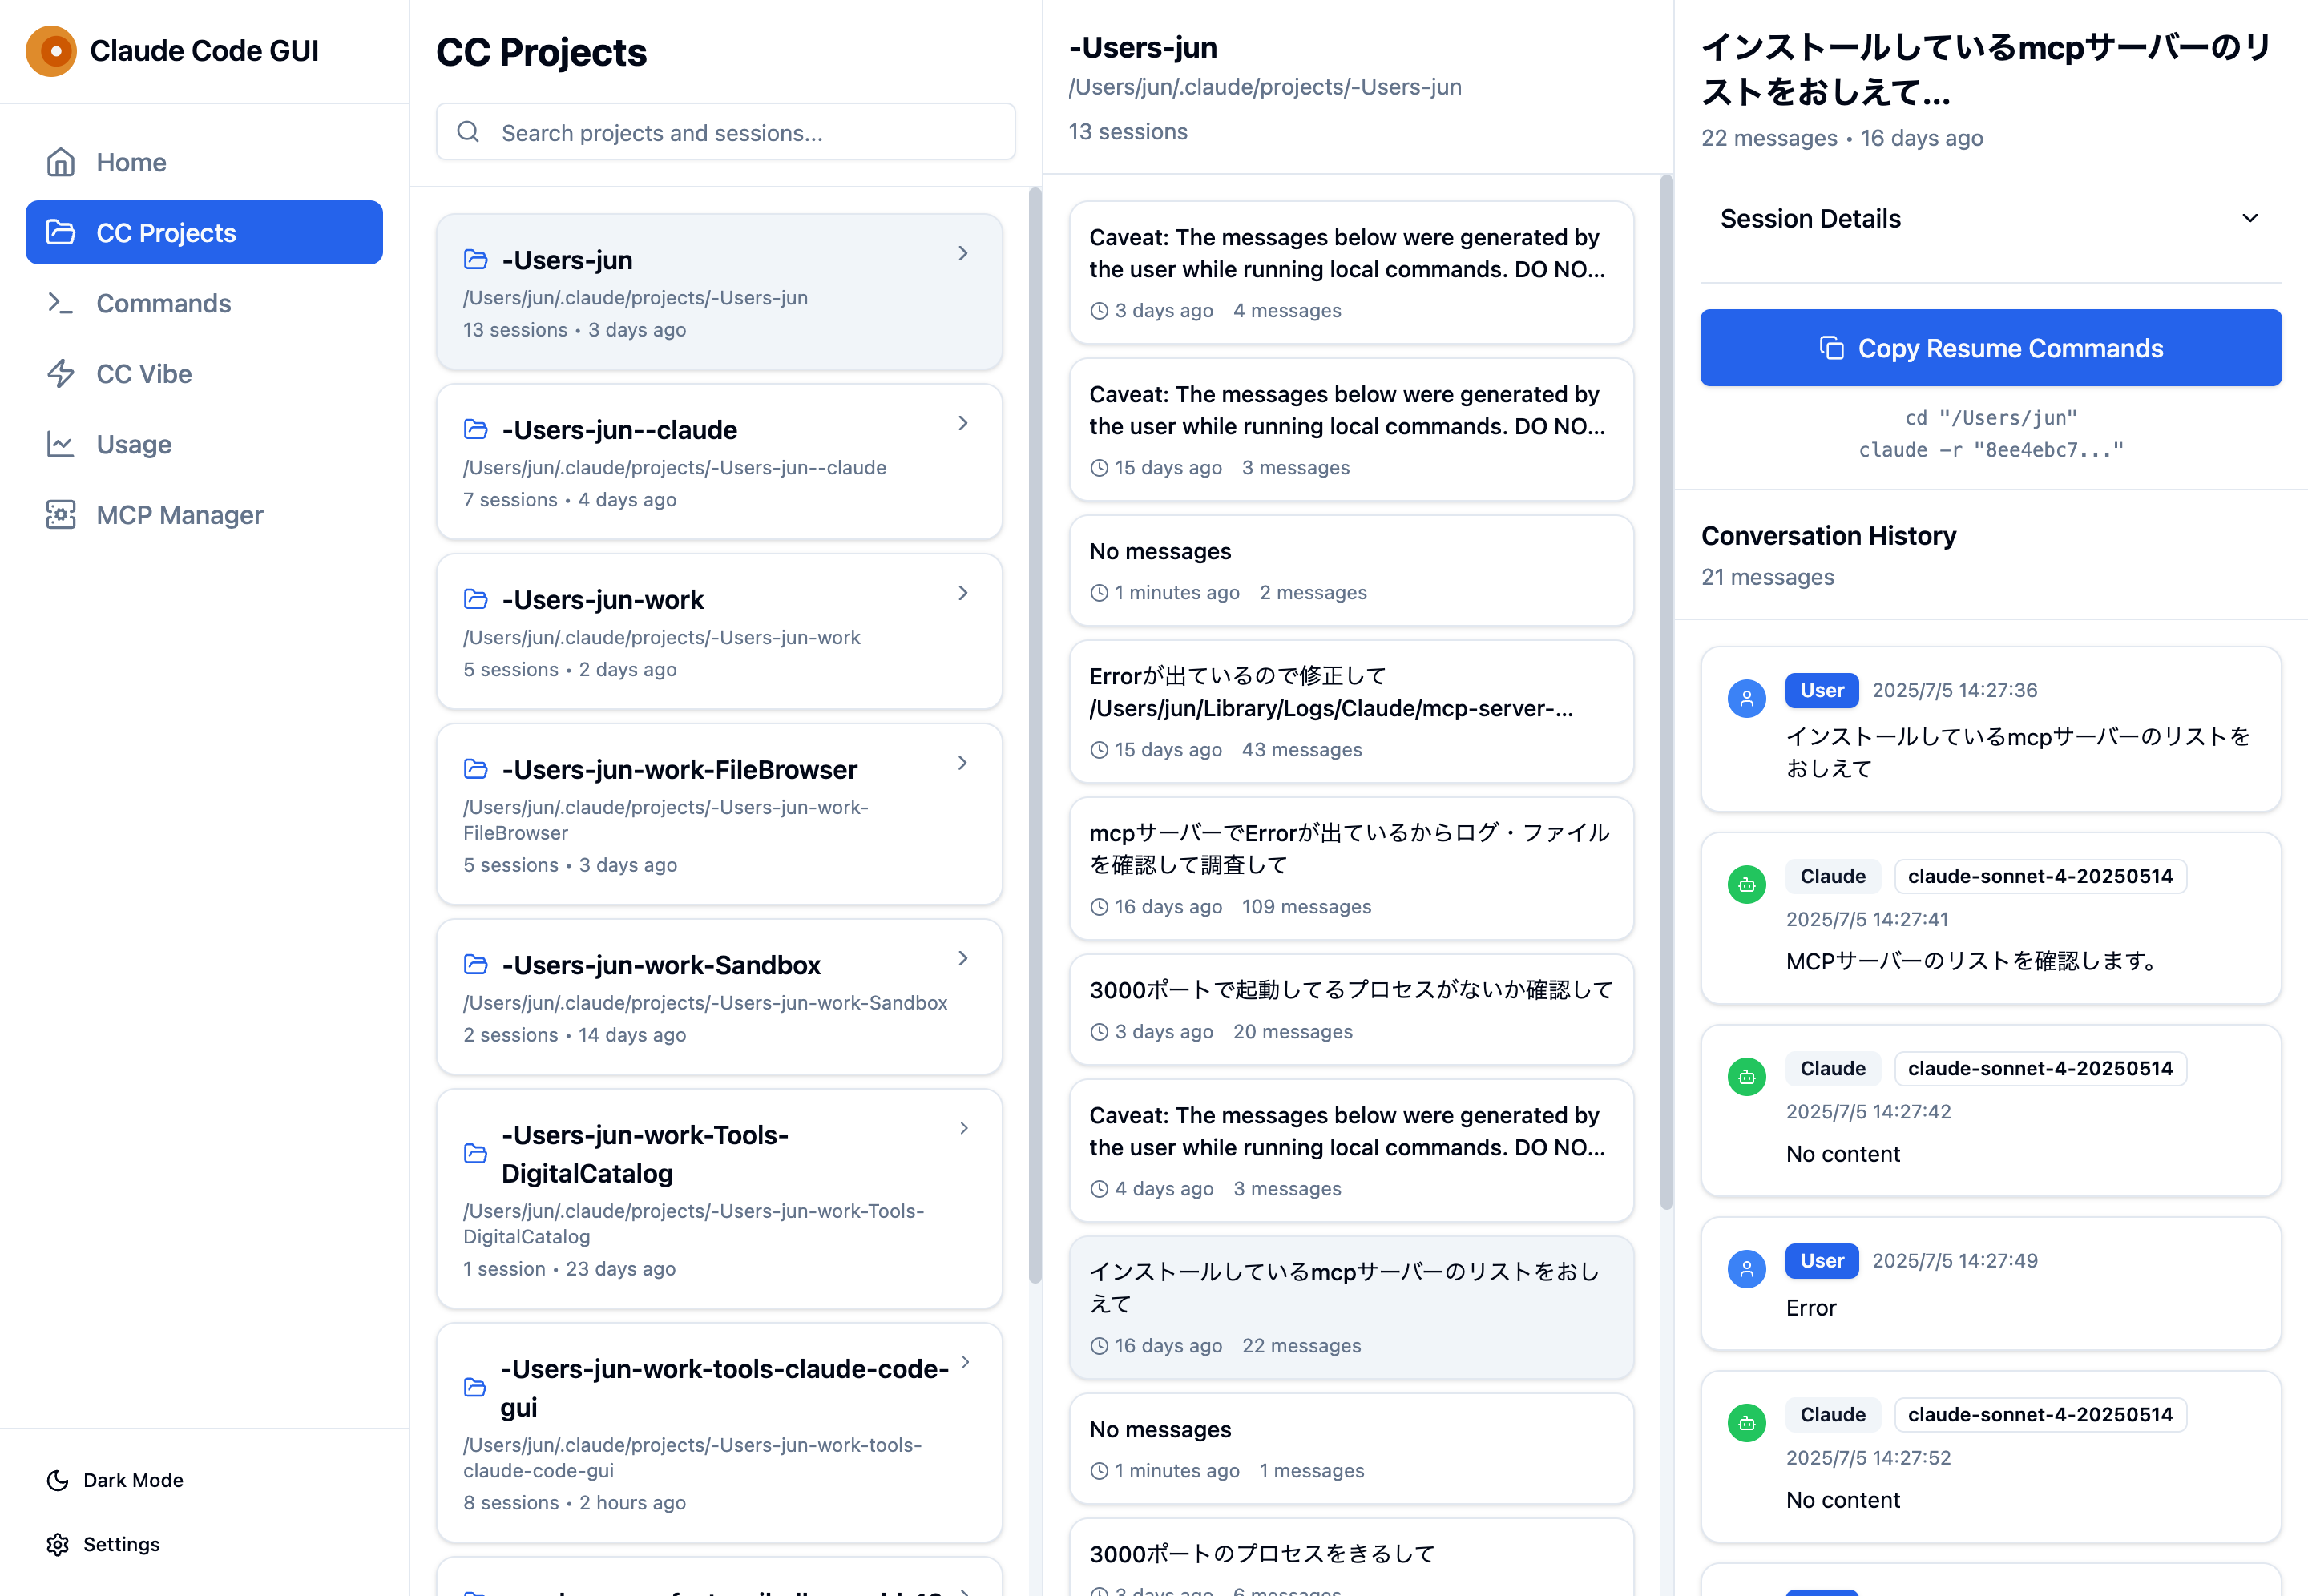 Claude Code GUI
Home
CC Projects
Commands
CC Vibe
Usage
MCP Manager
Dark Mode
Settings
CC Projects
Search projects and sessions...
-Users-jun
/Users/jun/.claude/projects/-Users-jun
13 sessions • 3 days ago
-Users-jun--claude
/Users/jun/.claude/projects/-Users-jun--claude
7 sessions • 4 days ago
-Users-jun-work
/Users/jun/.claude/projects/-Users-jun-work
5 sessions • 2 days ago
-Users-jun-work-FileBrowser
/Users/jun/.claude/projects/-Users-jun-work-
FileBrowser
5 sessions • 3 days ago
-Users-jun-work-Sandbox
/Users/jun/.claude/projects/-Users-jun-work-Sandbox
2 sessions • 14 days ago
-Users-jun-work-Tools-
DigitalCatalog
/Users/jun/.claude/projects/-Users-jun-work-Tools-
DigitalCatalog
1 session • 23 days ago
-Users-jun-work-tools-claude-code-
gui
/Users/jun/.claude/projects/-Users-jun-work-tools-
claude-code-gui
8 sessions • 2 hours ago
-Users-jun
/Users/jun/.claude/projects/-Users-jun
13 sessions
Caveat: The messages below were generated by
the user while running local commands. DO NO...
3 days ago 4 messages
Caveat: The messages below were generated by
the user while running local commands. DO NO...
15 days ago 3 messages
No messages
1 minutes ago 2 messages
Errorが出ているので修正して
/Users/jun/Library/Logs/Claude/mcp-server-...
15 days ago 43 messages
mcpサーバーでErrorが出ているからログ・ファイル
を確認して調査して
16 days ago 109 messages
3000ポートで起動してるプロセスがないか確認して
3 days ago 20 messages
Caveat: The messages below were generated by
the user while running local commands. DO NO...
4 days ago 3 messages
インストールしているmcpサーバーのリストをおし
えて
16 days ago 22 messages
No messages
1 minutes ago 1 messages
3000ポートのプロセスをきるして
3 days ago 6 messages
インストールしているmcpサーバーのリ
ストをおしえて...
22 messages • 16 days ago
Session Details
Copy Resume Commands
cd "/Users/jun"
claude -r "8ee4ebc7..."
Conversation History
21 messages
User 2025/7/5 14:27:36
インストールしているmcpサーバーのリストを
おしえて
Claude claude-sonnet-4-20250514
2025/7/5 14:27:41
MCPサーバーのリストを確認します。
Claude claude-sonnet-4-20250514
2025/7/5 14:27:42
No content
User 2025/7/5 14:27:49
Error
Claude claude-sonnet-4-20250514
2025/7/5 14:27:52
No content